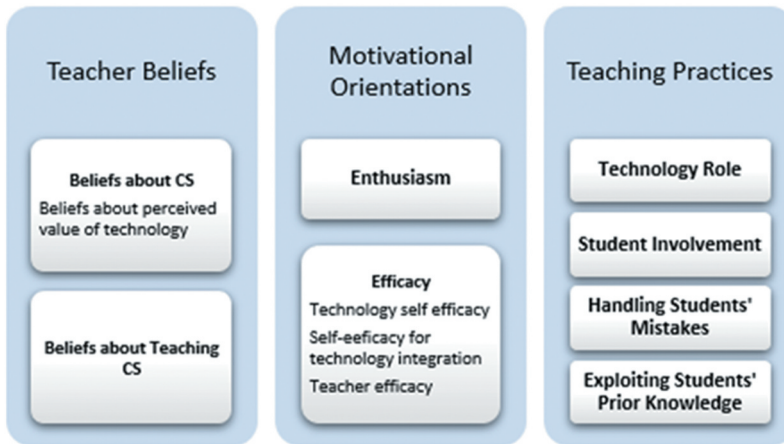 Teacher Beliefs
Beliefs about CS
Beliefs about perceived
value of technology
Beliefs about Teaching
CS
Motivational
Orientations
Enthusiasm
Efficacy
Technology self efficacy
Self-eeficacy for
technology integration
Teacher efficacy
Teaching Practices
Technology Role
Student Involvement
Handling Students'
Mistakes
Exploiting Students'
Prior Knowledge